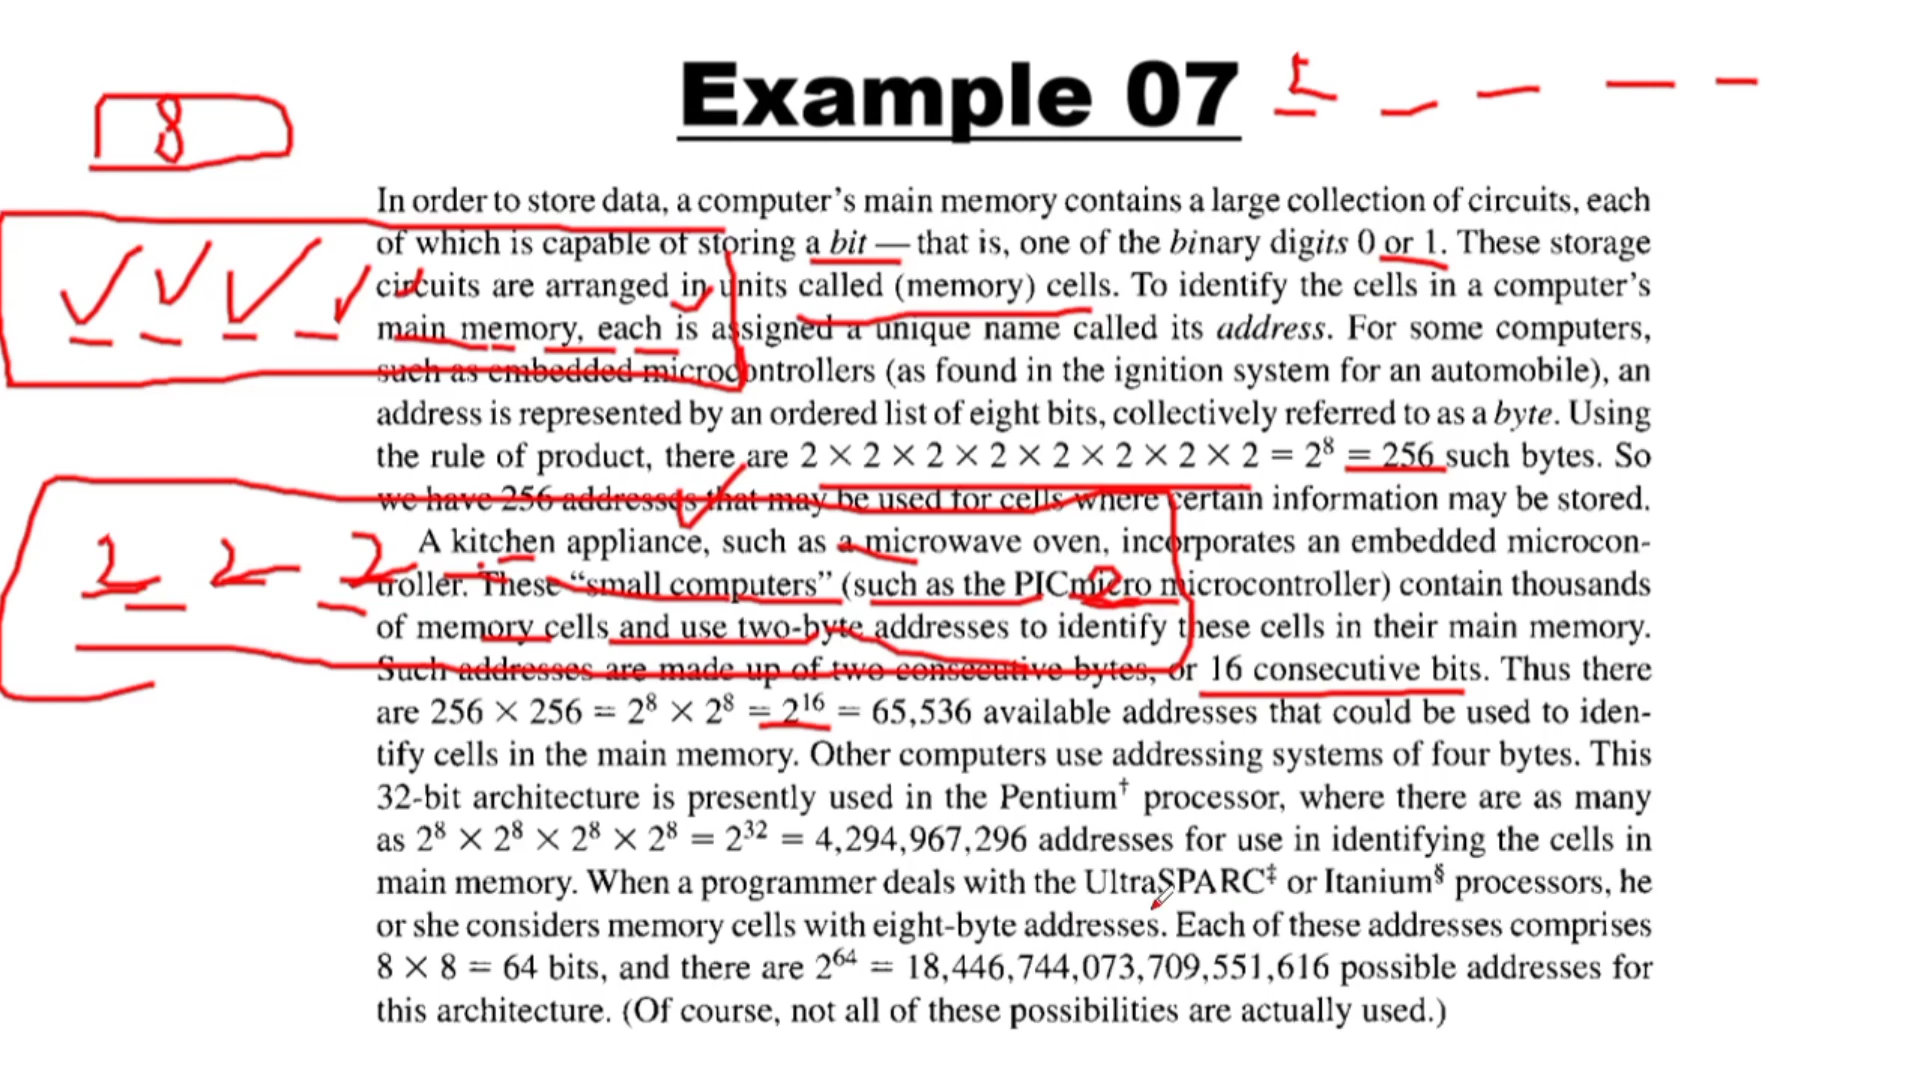 Example 07
8
In order to store data, a computer's main memory contains a large collection of circuits, each
of which is capable of storing a bit — that is, one of the binary digits 0 or 1. These storage
circuits are arranged in units called (memory) cells. To identify the cells in a computer's
main memory, each is assigned a unique name called its address. For some computers,
such as embedded microcontrollers (as found in the ignition system for an automobile), an
address is represented by an ordered list of eight bits, collectively referred to as a byte. Using
the rule of product, there are 2 × 2 × 2 × 2 × 2 × 2 × 2 × 2 = 2⁸ = 256 such bytes. So
we have 256 addresses that may be used for cells where certain information may be stored.
A kitchen appliance, such as a microwave oven, incorporates an embedded microcon-
2 2 2
troller. These “small computers” (such as the PICmicro microcontroller) contain thousands
2
of memory cells and use two-byte addresses to identify these cells in their main memory.
Such addresses are made up of two consecutive bytes, or 16 consecutive bits. Thus there
are 256 × 256 = 2⁸ × 2⁸ = 2¹⁶ = 65,536 available addresses that could be used to iden-
tify cells in the main memory. Other computers use addressing systems of four bytes. This
32-bit architecture is presently used in the Pentium† processor, where there are as many
as 2⁸ × 2⁸ × 2⁸ × 2⁸ = 2³² = 4,294,967,296 addresses for use in identifying the cells in
main memory. When a programmer deals with the UltraSPARC‡ or Itanium§ processors, he
or she considers memory cells with eight-byte addresses. Each of these addresses comprises
8 × 8 = 64 bits, and there are 2⁶⁴ = 18,446,744,073,709,551,616 possible addresses for
this architecture. (Of course, not all of these possibilities are actually used.)